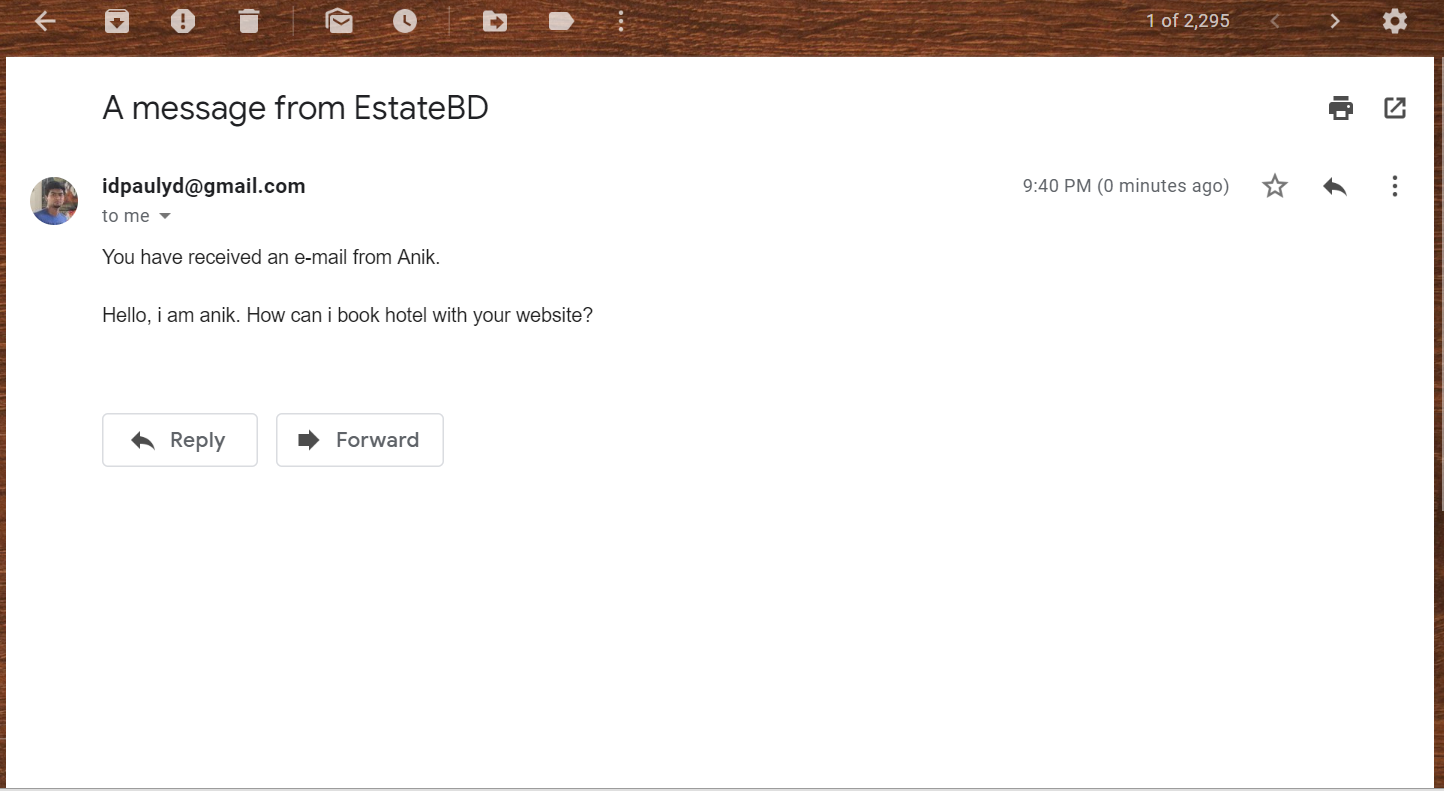 1 of 2,295
A message from EstateBD
idpaulyd@gmail.com
9:40 PM (0 minutes ago)
to me
You have received an e-mail from Anik.
Hello, i am anik. How can i book hotel with your website?
Reply
Forward